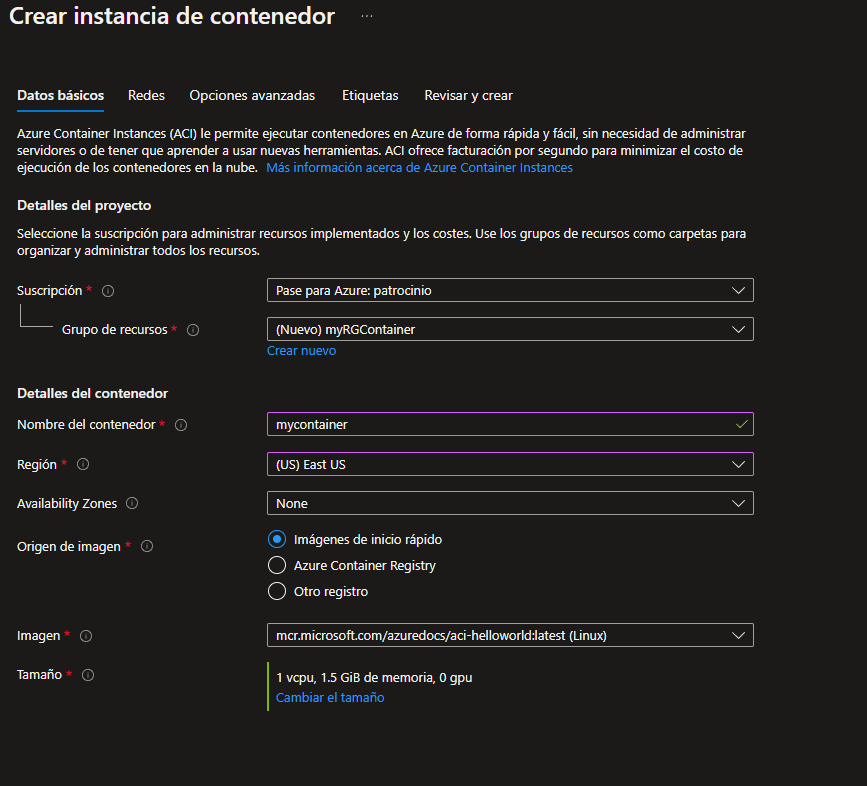 Crear instancia de contenedor ...
Datos básicos Redes Opciones avanzadas Etiquetas Revisar y crear
Azure Container Instances (ACI) le permite ejecutar contenedores en Azure de forma rápida y fácil, sin necesidad de administrar
servidores o de tener que aprender a usar nuevas herramientas. ACI ofrece facturación por segundo para minimizar el costo de
ejecución de los contenedores en la nube. Más información acerca de Azure Container Instances
Detalles del proyecto
Seleccione la suscripción para administrar recursos implementados y los costes. Use los grupos de recursos como carpetas para
organizar y administrar todos los recursos.
Suscripción * Pase para Azure: patrocinio
Grupo de recursos * (Nuevo) myRGContainer
Crear nuevo
Detalles del contenedor
Nombre del contenedor * mycontainer
Región * (US) East US
Availability Zones None
Origen de imagen * Imágenes de inicio rápido
Azure Container Registry
Otro registro
Imagen * mcr.microsoft.com/azuredocs/aci-helloworld:latest (Linux)
Tamaño * 1 vcpu, 1.5 GiB de memoria, 0 gpu
Cambiar el tamaño